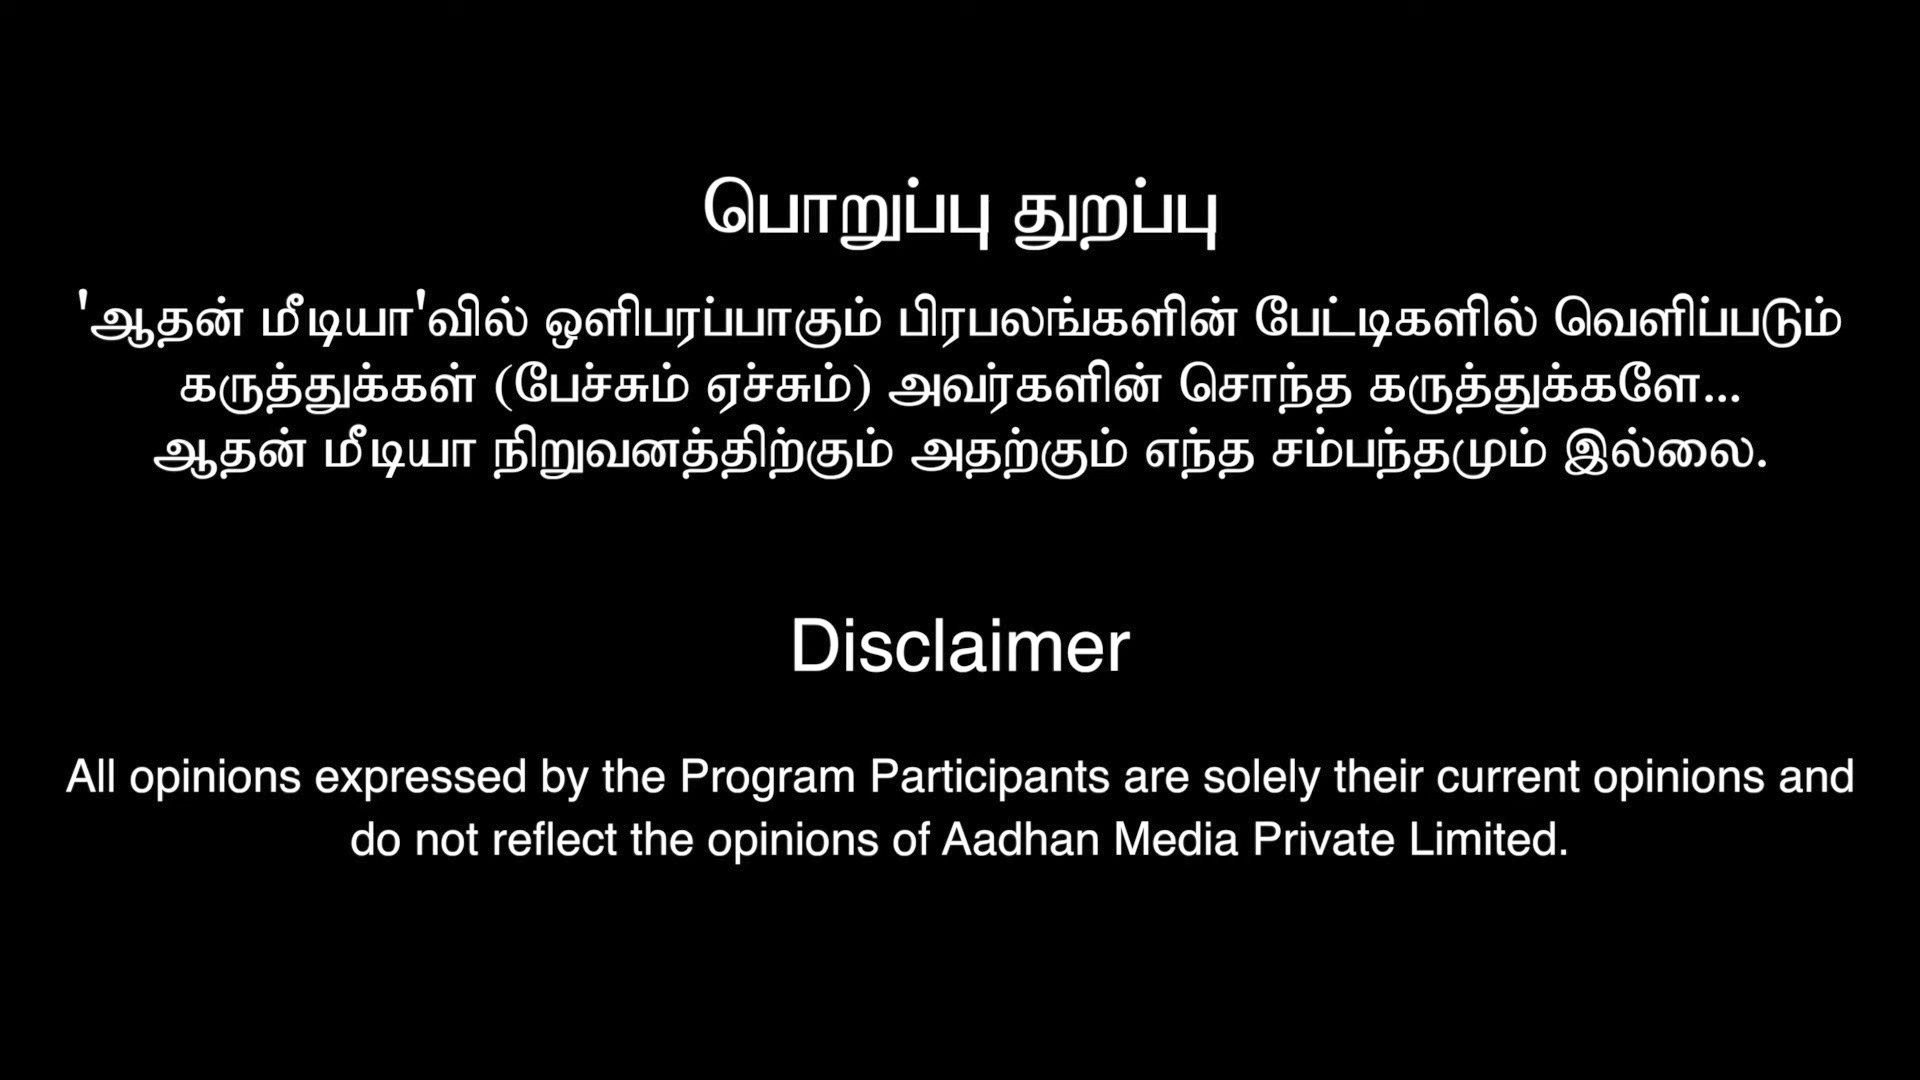 பொறுப்பு துறப்பு
'ஆதன் மீடியா'வில் ஒளிபரப்பாகும் பிரபலங்களின் பேட்டிகளில் வெளிப்படும்
கருத்துக்கள் (பேச்சும் ஏச்சும்) அவர்களின் சொந்த கருத்துக்களே...
ஆதன் மீடியா நிறுவனத்திற்கும் அதற்கும் எந்த சம்பந்தமும் இல்லை.
Disclaimer
All opinions expressed by the Program Participants are solely their current opinions and
do not reflect the opinions of Aadhan Media Private Limited.